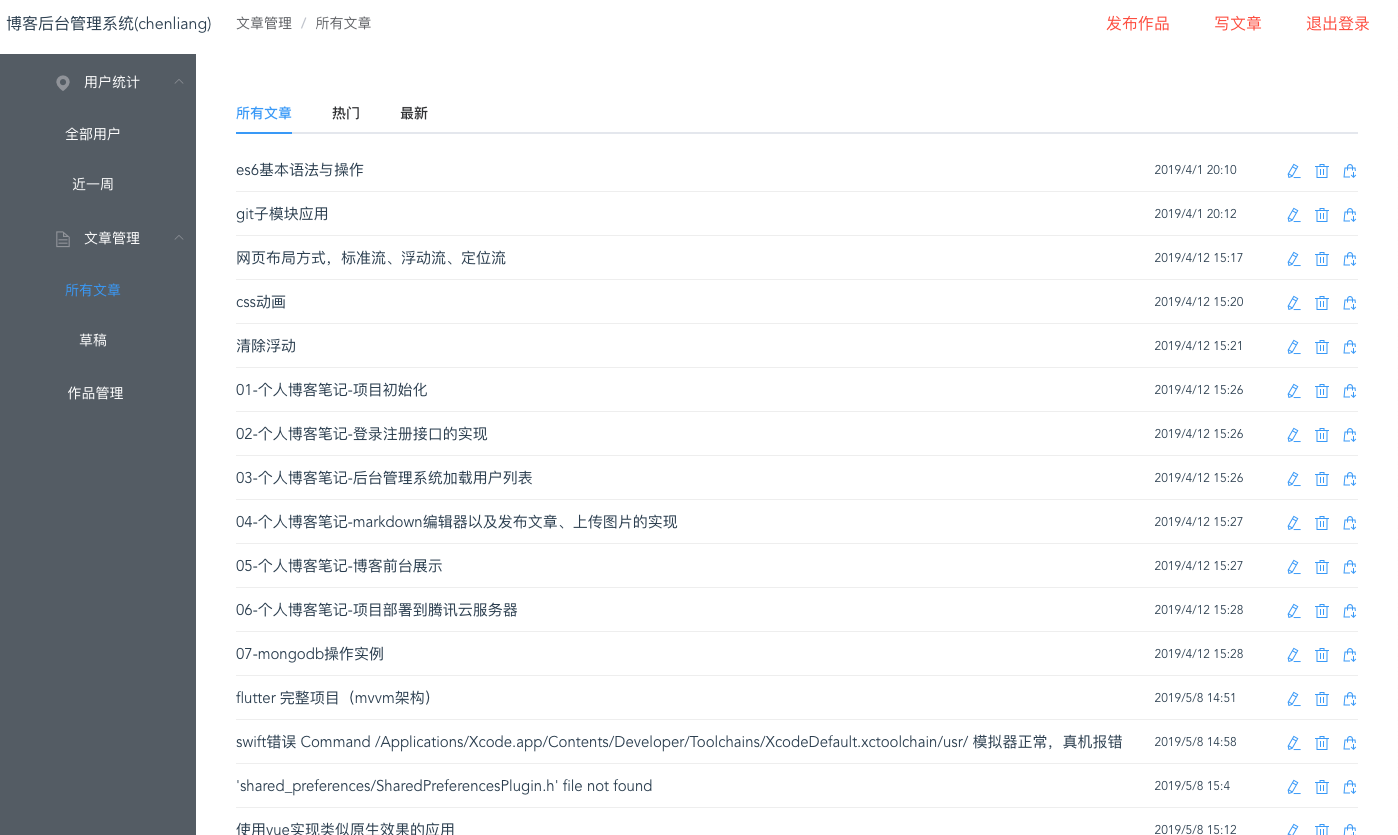 博客后台管理系统(chenliang) 文章管理 / 所有文章 发布作品 写文章 退出登录
用户统计
全部用户
近一周
文章管理
所有文章
草稿
作品管理
所有文章 热门 最新
es6基本语法与操作 2019/4/1 20:10
git子模块应用 2019/4/1 20:12
网页布局方式，标准流、浮动流、定位流 2019/4/12 15:17
css动画 2019/4/12 15:20
清除浮动 2019/4/12 15:21
01-个人博客笔记-项目初始化 2019/4/12 15:26
02-个人博客笔记-登录注册接口的实现 2019/4/12 15:26
03-个人博客笔记-后台管理系统加载用户列表 2019/4/12 15:26
04-个人博客笔记-markdown编辑器以及发布文章、上传图片的实现 2019/4/12 15:27
05-个人博客笔记-博客前台展示 2019/4/12 15:27
06-个人博客笔记-项目部署到腾讯云服务器 2019/4/12 15:28
07-mongodb操作实例 2019/4/12 15:28
flutter 完整项目（mvvm架构） 2019/5/8 14:51
swift错误 Command /Applications/Xcode.app/Contents/Developer/Toolchains/XcodeDefault.xctoolchain/usr/ 模拟器正常，真机报错 2019/5/8 14:58
'shared_preferences/SharedPreferencesPlugin.h' file not found 2019/5/8 15:4
使用vue实现类似原生效果的应用 2019/5/8 15:12